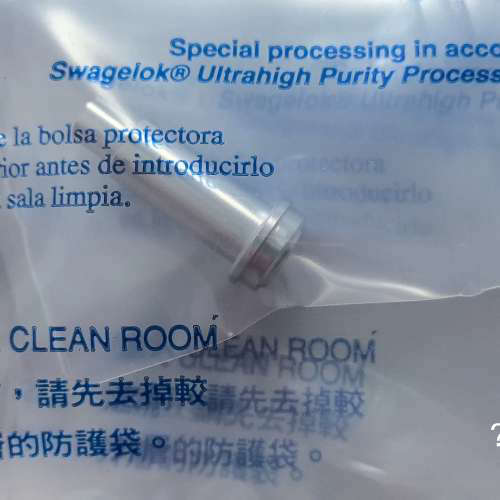 Special processing in acco
Swagelok® Ultrahigh Purity Process
la bolsa protectora
ior antes de introducirlo
sala limpia.
CLEAN ROOM
，請先去掉較
的防護袋。
?